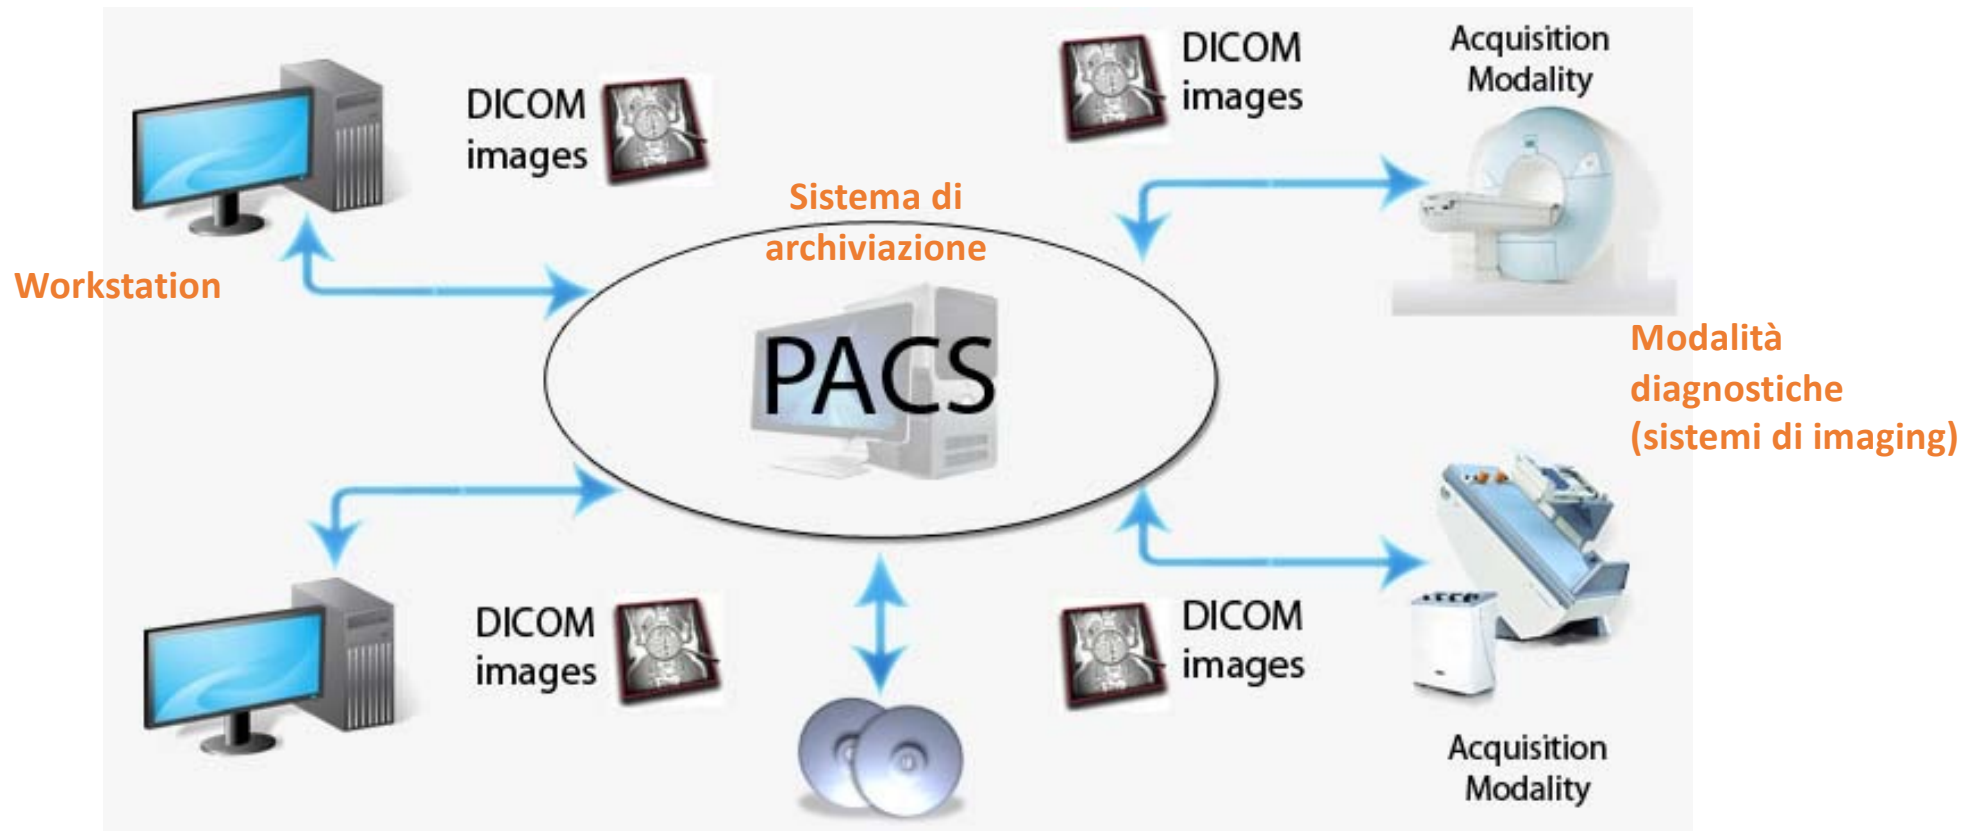 DICOM
images
DICOM
images
Acquisition
Modality
Sistema di
archiviazione
Workstation
PACS
Modalità
diagnostiche
(sistemi di imaging)
DICOM
images
DICOM
images
Acquisition
Modality